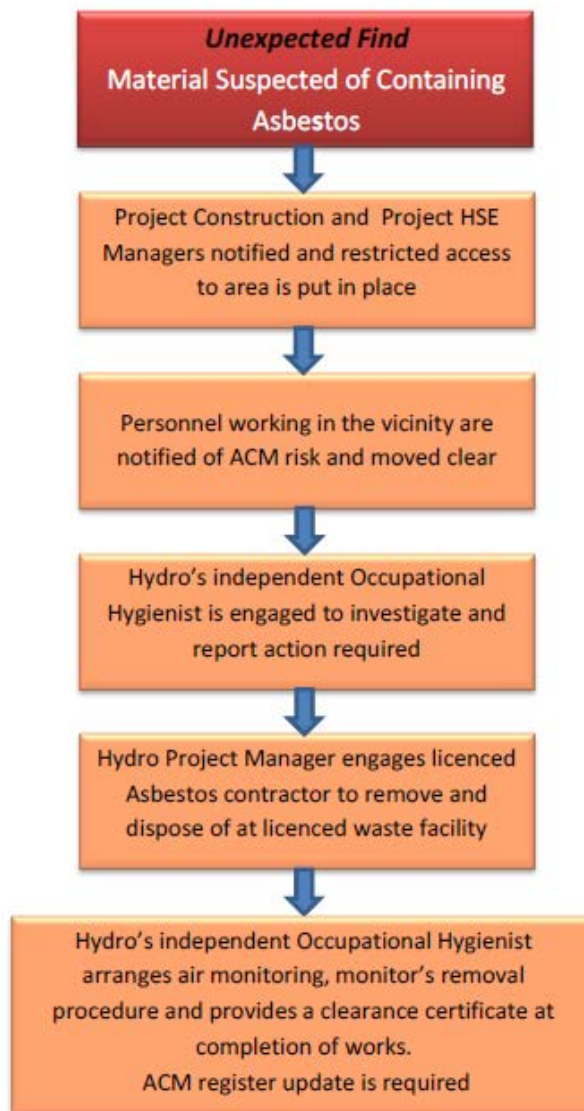 Unexpected Find
Material Suspected of Containing
Asbestos
Project Construction and Project HSE
Managers notified and restricted access
to area is put in place
Personnel working in the vicinity are
notified of ACM risk and moved clear
Hydro's independent Occupational
Hygienist is engaged to investigate and
report action required
Hydro Project Manager engages licenced
Asbestos contractor to remove and
dispose of at licenced waste facility
Hydro's independent Occupational Hygienist
arranges air monitoring, monitor's removal
procedure and provides a clearance certificate at
completion of works.
ACM register update is required